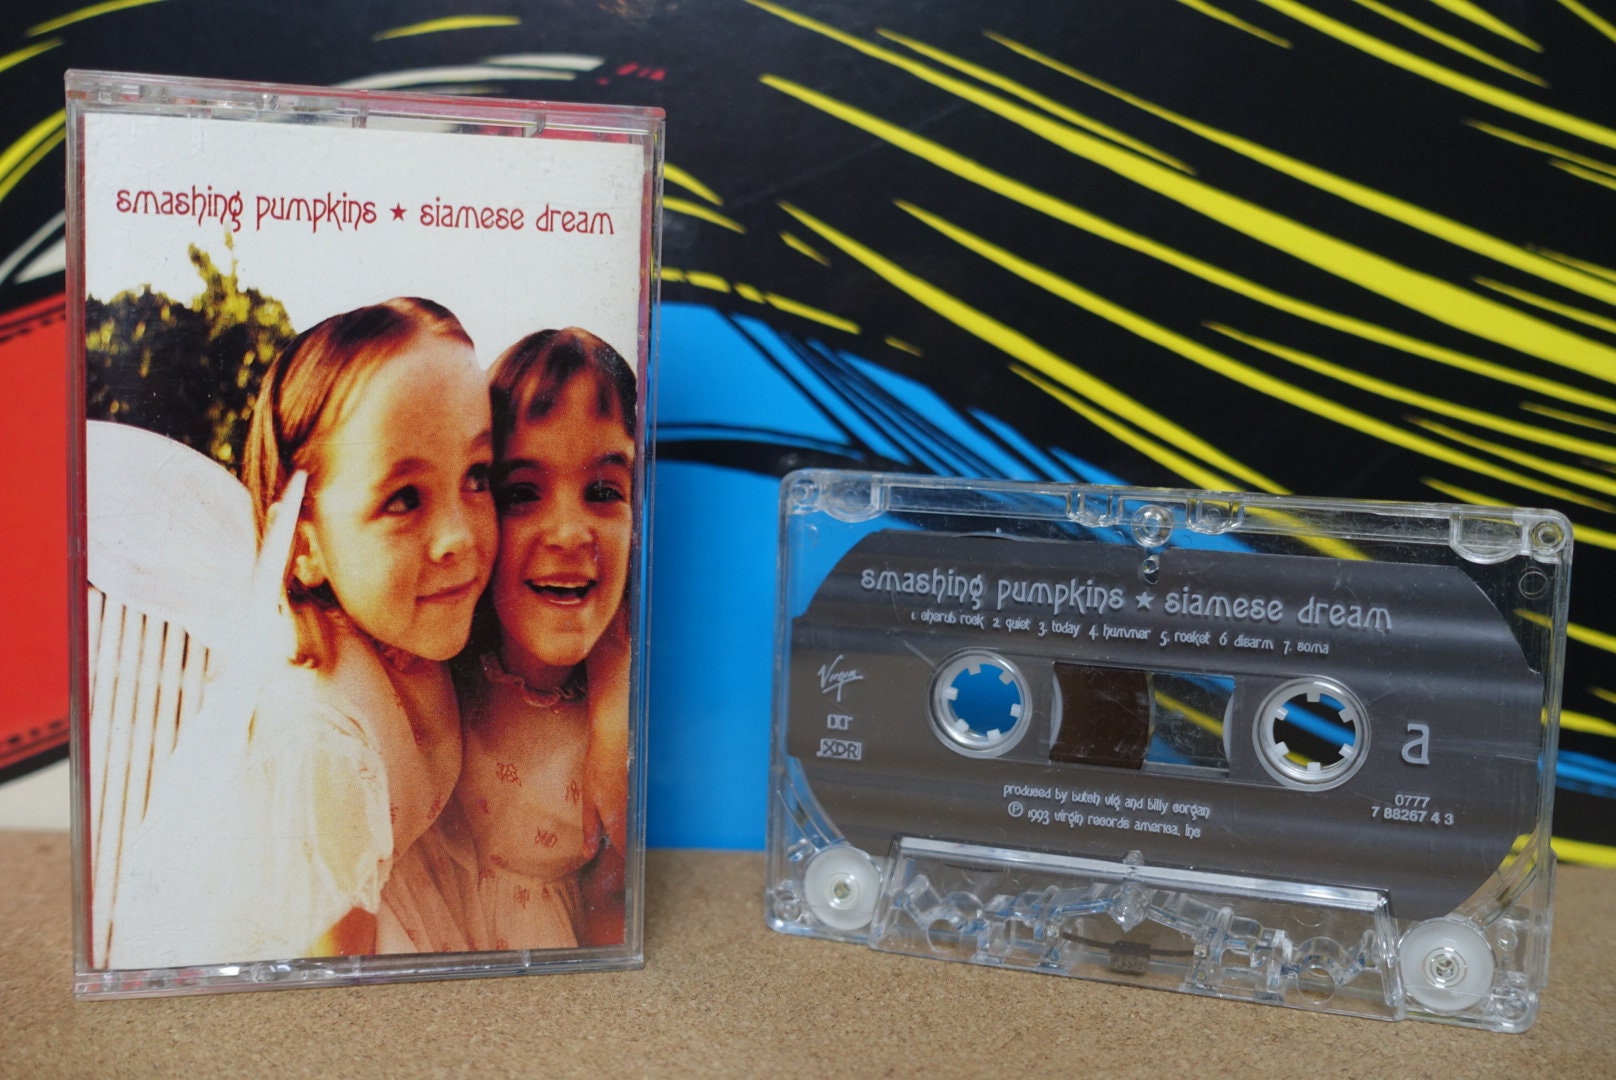 smashing pumpkins ★ siamese dream
smashing pumpkins ★ siamese dream
1. cherub rock 2. quiet 3. today 4. hummer 5. rocket 6 disarm 7. soma
Virgin
XDR
a
produced by butch vig and billy corgan
℗ 1993 virgin records america, inc
0777
7 88267 4 3